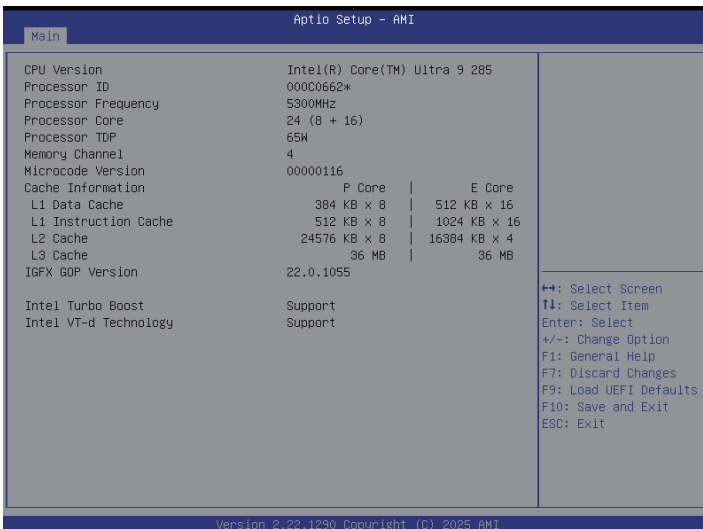 Aptio Setup – AMI
Main
CPU Version Intel(R) Core(TM) Ultra 9 285
Processor ID 000C0662*
Processor Frequency 5300MHz
Processor Core 24 (8 + 16)
Processor TDP 65W
Memory Channel 4
Microcode Version 00000116
Cache Information P Core | E Core
L1 Data Cache 384 KB x 8 | 512 KB x 16
L1 Instruction Cache 512 KB x 8 | 1024 KB x 16
L2 Cache 24576 KB x 8 | 16384 KB x 4
L3 Cache 36 MB | 36 MB
IGFX GOP Version 22.0.1055
Intel Turbo Boost Support
Intel VT-d Technology Support
↔: Select Screen
↑↓: Select Item
Enter: Select
+/-: Change Option
F1: General Help
F7: Discard Changes
F9: Load UEFI Defaults
F10: Save and Exit
ESC: Exit
Version 2.22.1290 Copyright (C) 2025 AMI